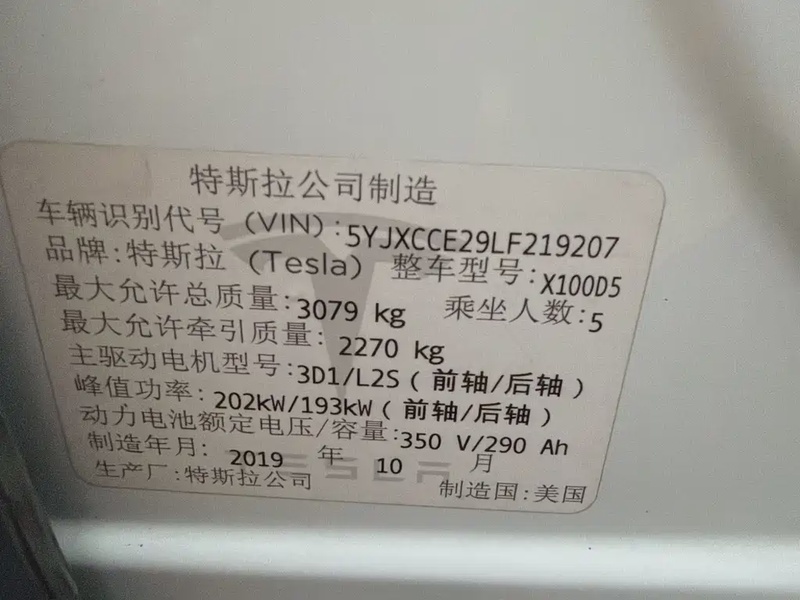 特斯拉公司制造
车辆识别代号 (VIN):5YJXCCE29LF219207
品牌:特斯拉 (Tesla) 整车型号:X100D5
最大允许总质量:3079 kg 乘坐人数:5
最大允许牵引质量: 2270 kg
主驱动电机型号:3D1/L2S (前轴/后轴)
峰值功率: 202kW/193kW (前轴/后轴)
动力电池额定电压/容量:350 V/290 Ah
制造年月: 2019 年 10 月
生产厂:特斯拉公司 制造国:美国